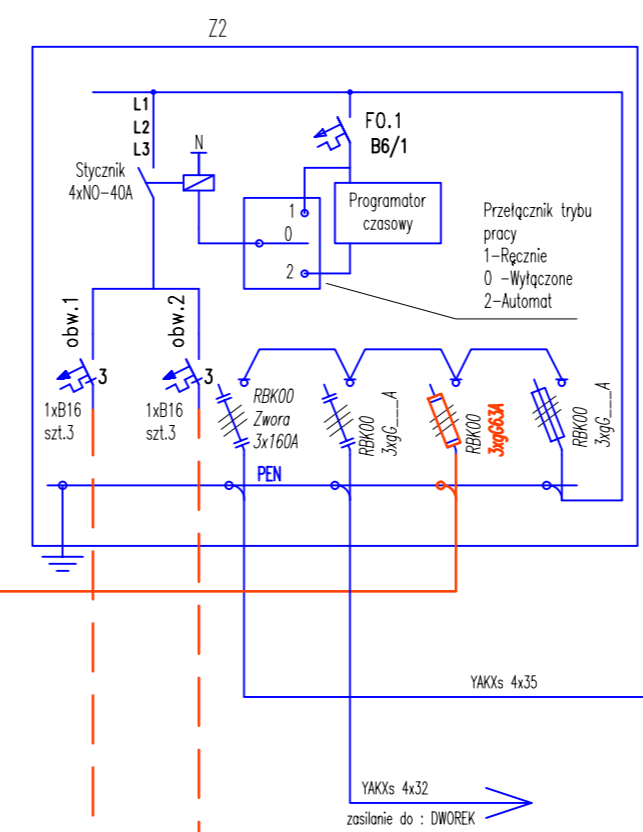 Z2
L1
L2
L3
N
F0.1
B6/1
Stycznik
4xNO-40A
Programator
czasowy
1
0
2
Przełącznik trybu
pracy
1-Ręcznie
0 -Wyłączone
2-Automat
obw.1
obw.2
3
3
1xB16
szt.3
1xB16
szt.3
RBK00
Zwora
3x160A
RBK00
3xgG___A
RBK00
3xgG63A
RBK00
3xgG___A
PEN
YAKXs 4x35
YAKXs 4x32
zasilanie do : DWOREK